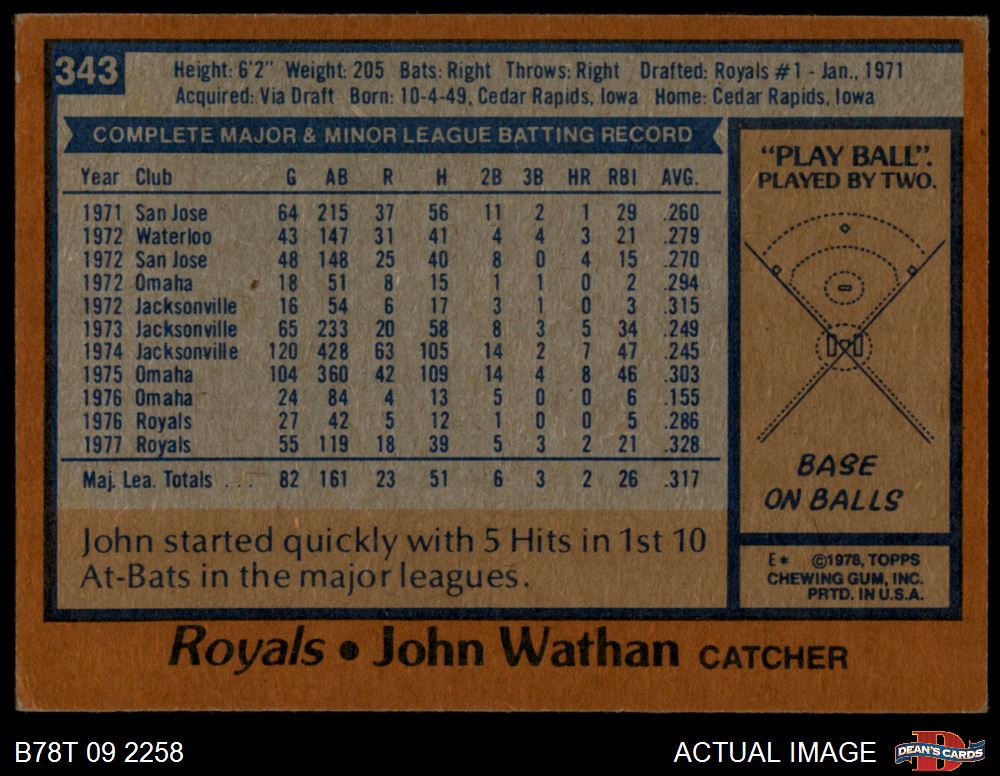 343
Height: 6'2" Weight: 205 Bats: Right Throws: Right Drafted: Royals #1 - Jan., 1971
Acquired: Via Draft Born: 10-4-49, Cedar Rapids, Iowa Home: Cedar Rapids, Iowa
COMPLETE MAJOR & MINOR LEAGUE BATTING RECORD
Year Club G AB R H 2B 3B HR RBI AVG.
1971 San Jose 64 215 37 56 11 2 1 29 .260
1972 Waterloo 43 147 31 41 4 4 3 21 .279
1972 San Jose 48 148 25 40 8 0 4 15 .270
1972 Omaha 18 51 8 15 1 1 0 2 .294
1972 Jacksonville 16 54 6 17 3 1 0 3 .315
1973 Jacksonville 65 233 20 58 8 3 5 34 .249
1974 Jacksonville 120 428 63 105 14 2 7 47 .245
1975 Omaha 104 360 42 109 14 4 8 46 .303
1976 Omaha 24 84 4 13 5 0 0 6 .155
1976 Royals 27 42 5 12 1 0 0 5 .286
1977 Royals 55 119 18 39 5 3 2 21 .328
Maj. Lea. Totals . . . 82 161 23 51 6 3 2 26 .317
John started quickly with 5 Hits in 1st 10
At-Bats in the major leagues.
"PLAY BALL".
PLAYED BY TWO.
BASE
ON BALLS
E* ©1978, TOPPS
CHEWING GUM, INC.
PRTD. IN U.S.A.
Royals • John Wathan CATCHER
B78T 09 2258
ACTUAL IMAGE
DEAN'S CARDS